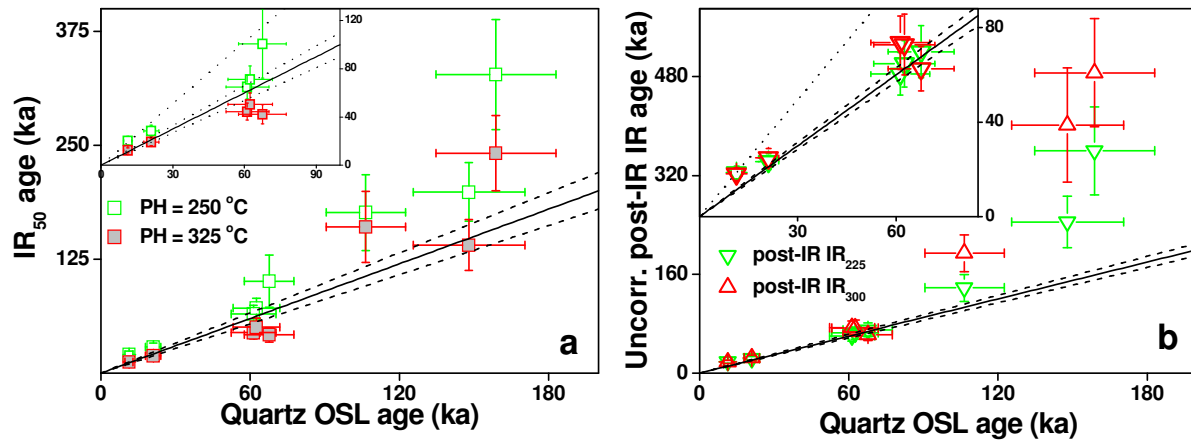 375
250
125
0
IR50 age (ka)
120
80
40
0
0 30 60 90
PH = 250 °C
PH = 325 °C
a
0 60 120 180
Quartz OSL age (ka)
480
320
160
0
Uncorr. post-IR IR age (ka)
80
40
0
30 60
post-IR IR225
post-IR IR300
b
0 60 120 180
Quartz OSL age (ka)